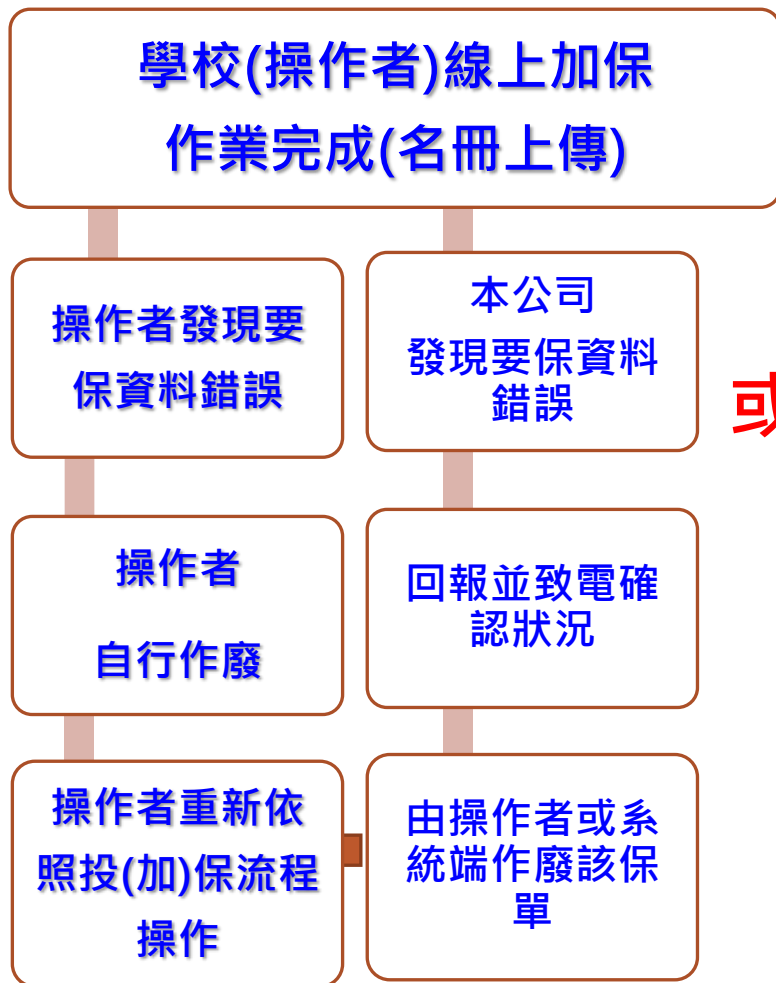 學校(操作者)線上加保
作業完成(名冊上傳)
操作者發現要
保資料錯誤
本公司
發現要保資料
錯誤
或
操作者
自行作廢
回報並致電確
認狀況
操作者重新依
照投(加)保流程
操作
由操作者或系
統端作廢該保
單